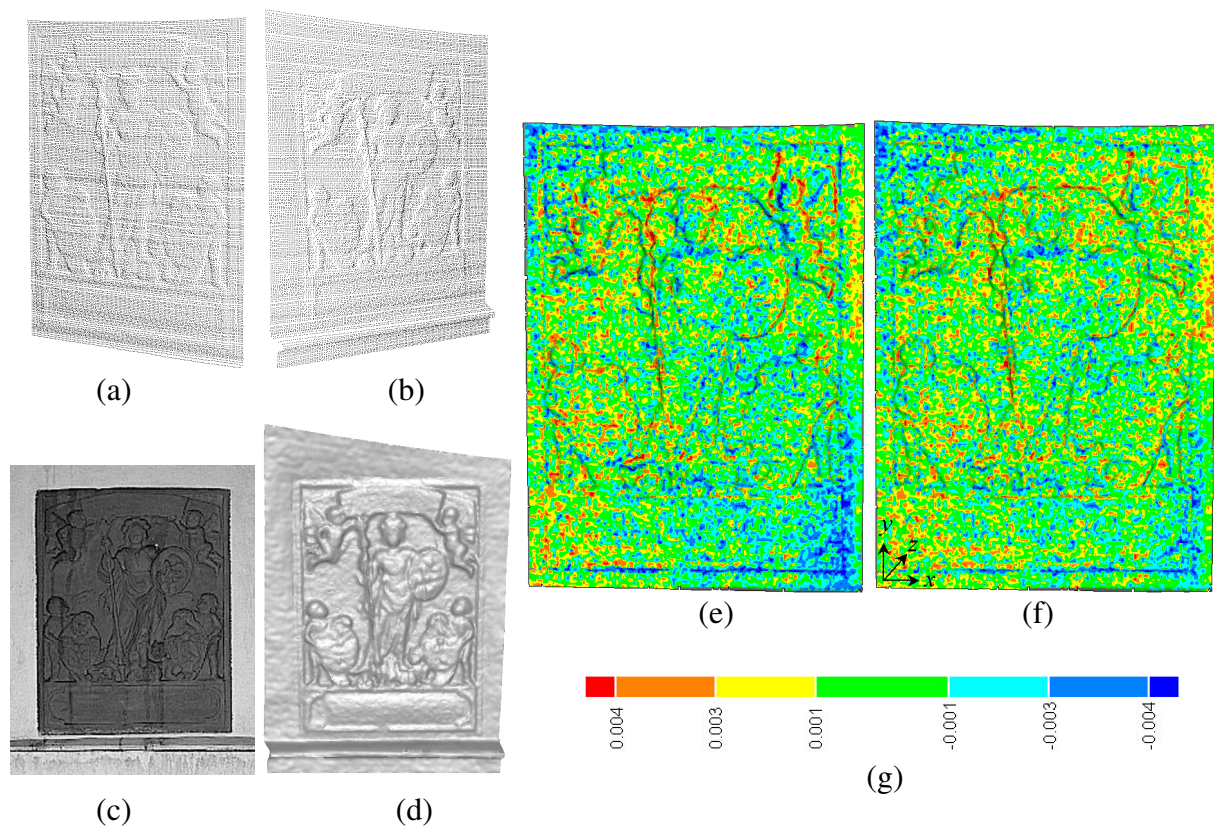 (a)
(b)
(c)
(d)
(e)
(f)
y
z
x
0.004
0.003
0.001
-0.001
-0.003
-0.004
(g)